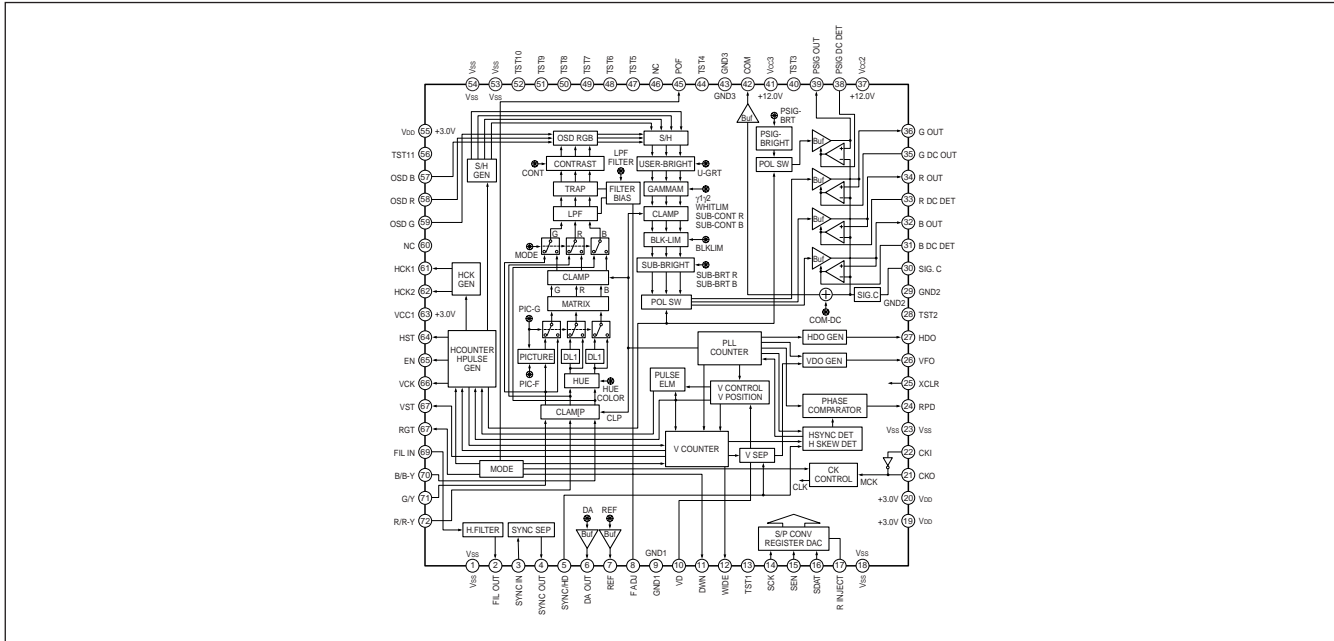 VSS
VSS
TST10
TST9
TST8
TST7
TST6
TST5
NC
POF
TST4
GND3
COM
VCC3
TST3
PSIG OUT
PSIG DC DET
VCC2
54 53 52 51 50 49 48 47 46 45 44 43 42 41 40 39 38 37
VSS VSS GND3 +12.0V +12.0V
VDD 55 +3.0V
TST11 56
OSD B 57
OSD R 58
OSD G 59
NC 60
HCK1 61
HCK2 62
VCC1 63 +3.0V
HST 64
EN 65
VCK 66
VST 67
RGT 67
FIL IN 69
B/B-Y 70
G/Y 71
R/R-Y 72
S/H
GEN
HCK
GEN
HCOUNTER
HPULSE
GEN
MODE
H.FILTER
SYNC SEP
OSD RGB
CONT
CONTRAST
LPF
FILTER
TRAP
FILTER
BIAS
LPF
G R B
MODE
CLAMP
G R B
MATRIX
PIC-G
PICTURE
DL1
DL1
PIC-F
HUE
HUE
COLOR
CLAM[P
CLP
S/H
USER-BRIGHT
U-GRT
GAMMAM
γ1γ2
WHITLIM
SUB-CONT R
SUB-CONT B
CLAMP
BLK-LIM
BLKLIM
SUB-BRIGHT
SUB-BRT R
SUB-BRT B
POL SW
Buf
PSIG-
BRT
PSIG-
BRIGHT
POL SW
Buf
Buf
Buf
Buf
SIG.C
GND2
COM-DC
PLL
COUNTER
HDO GEN
VDO GEN
PULSE
ELM
V CONTROL
V POSITION
PHASE
COMPARATOR
V COUNTER
V SEP
HSYNC DET
H SKEW DET
CK
CONTROL
CLK
MCK
DA
REF
Buf
Buf
S/P CONV
REGISTER DAC
36 G OUT
35 G DC OUT
34 R OUT
33 R DC DET
32 B OUT
31 B DC DET
30 SIG. C
29 GND2
28 TST2
27 HDO
26 VFO
25 XCLR
24 RPD
VSS 23 VSS
22 CKI
21 CKO
+3.0V 20 VDD
+3.0V 19 VDD
GND1
VSS
1 2 3 4 5 6 7 8 9 10 11 12 13 14 15 16 17 18
VSS
FIL OUT
SYNC IN
SYNC OUT
SYNC/HD
DA OUT
REF
F ADJ
GND1
VD
DWN
WIDE
TST1
SCK
SEN
SDAT
R INJECT
VSS